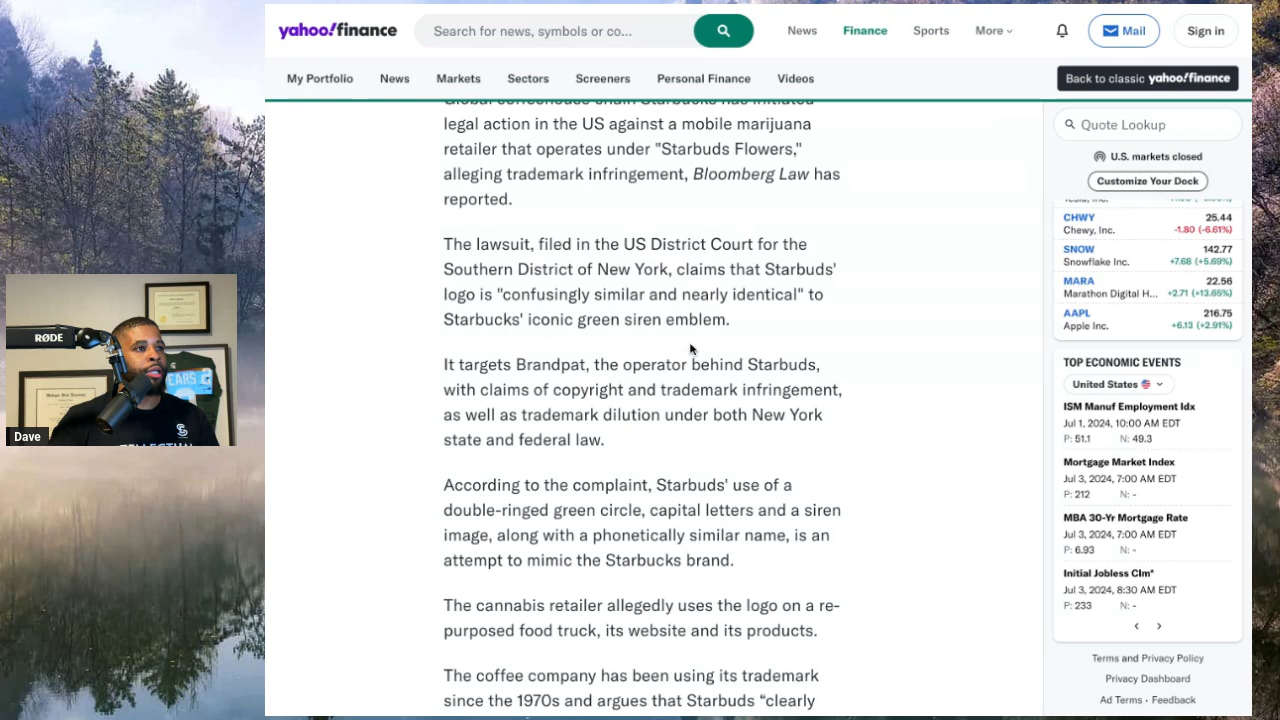 yahoo!finance
Search for news, symbols or co...
News
Finance
Sports
More
Mail
Sign in
My Portfolio
News
Markets
Sectors
Screeners
Personal Finance
Videos
Back to classic yahoo!finance
Global coffeehouse chain Starbucks has initiated
legal action in the US against a mobile marijuana
retailer that operates under "Starbuds Flowers,"
alleging trademark infringement, Bloomberg Law has
reported.
The lawsuit, filed in the US District Court for the
Southern District of New York, claims that Starbuds'
logo is "confusingly similar and nearly identical" to
Starbucks' iconic green siren emblem.
It targets Brandpat, the operator behind Starbuds,
with claims of copyright and trademark infringement,
as well as trademark dilution under both New York
state and federal law.
According to the complaint, Starbuds' use of a
double-ringed green circle, capital letters and a siren
image, along with a phonetically similar name, is an
attempt to mimic the Starbucks brand.
The cannabis retailer allegedly uses the logo on a re-
purposed food truck, its website and its products.
The coffee company has been using its trademark
since the 1970s and argues that Starbuds “clearly
Quote Lookup
U.S. markets closed
Customize Your Dock
CHWY 25.44
Chewy, Inc. -1.80 (-6.61%)
SNOW 142.77
Snowflake Inc. +7.68 (+5.69%)
MARA 22.56
Marathon Digital H... +2.71 (+13.65%)
AAPL 216.75
Apple Inc. +6.13 (+2.91%)
TOP ECONOMIC EVENTS
United States
ISM Manuf Employment Idx
Jul 1, 2024, 10:00 AM EDT
P: 51.1 N: 49.3
Mortgage Market Index
Jul 3, 2024, 7:00 AM EDT
P: 212 N: -
MBA 30-Yr Mortgage Rate
Jul 3, 2024, 7:00 AM EDT
P: 6.93 N: -
Initial Jobless Clm*
Jul 3, 2024, 8:30 AM EDT
P: 233 N: -
Terms and Privacy Policy
Privacy Dashboard
Ad Terms • Feedback
RØDE
EARS
Dave